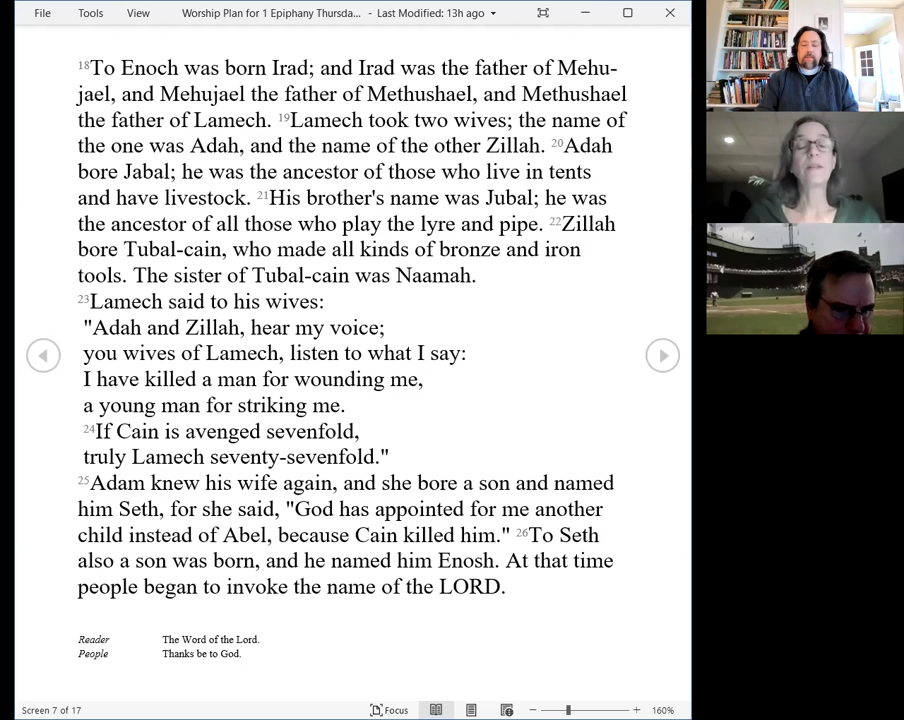 File Tools Worship Plan for 1 Epiphany Thursda... - Last Modified: 13h ago
18To Enoch was born Irad; and Irad was the father of Mehu-
jael, and Mehujael the father of Methushael, and Methushael
the father of Lamech. 19Lamech took two wives; the name of
the one was Adah, and the name of the other Zillah. 20Adah
bore Jabal; he was the ancestor of those who live in tents
and have livestock. 21His brother's name was Jubal; he was
the ancestor of all those who play the lyre and pipe. 22Zillah
bore Tubal-cain, who made all kinds of bronze and iron
tools. The sister of Tubal-cain was Naamah.
23Lamech said to his wives:
"Adah and Zillah, hear my voice;
you wives of Lamech, listen to what I say:
I have killed a man for wounding me,
a young man for striking me.
24If Cain is avenged sevenfold,
truly Lamech seventy-sevenfold."
25Adam knew his wife again, and she bore a son and named
him Seth, for she said, "God has appointed for me another
child instead of Abel, because Cain killed him." 26To Seth
also a son was born, and he named him Enosh. At that time
people began to invoke the name of the LORD.
Reader The Word of the Lord.
People Thanks be to God.
Screen 7 of 17 Focus 160%